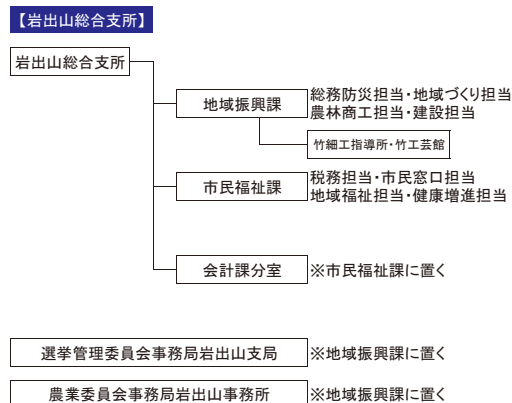 【岩出山総合支所】
岩出山総合支所
地域振興課
総務防災担当・地域づくり担当
農林商工担当・建設担当
竹細工指導所・竹工芸館
市民福祉課
税務担当・市民窓口担当
地域福祉担当・健康増進担当
会計課分室 ※市民福祉課に置く
選挙管理委員会事務局岩出山支局 ※地域振興課に置く
農業委員会事務局岩出山事務所 ※地域振興課に置く